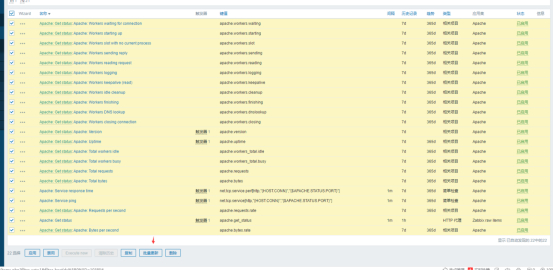 Wizard 名称 触发器 键值 间隔 历史记录 趋势 类型 应用集 状态 信息
Apache: Get status: Apache: Workers waiting for connection apache.workers.waiting 7d 365d 相关项目 Apache 已启用
Apache: Get status: Apache: Workers starting up apache.workers.starting 7d 365d 相关项目 Apache 已启用
Apache: Get status: Apache: Workers slot with no current process apache.workers.slot 7d 365d 相关项目 Apache 已启用
Apache: Get status: Apache: Workers sending reply apache.workers.sending 7d 365d 相关项目 Apache 已启用
Apache: Get status: Apache: Workers reading request apache.workers.reading 7d 365d 相关项目 Apache 已启用
Apache: Get status: Apache: Workers logging apache.workers.logging 7d 365d 相关项目 Apache 已启用
Apache: Get status: Apache: Workers keepalive (read) apache.workers.keepalive 7d 365d 相关项目 Apache 已启用
Apache: Get status: Apache: Workers idle cleanup apache.workers.cleanup 7d 365d 相关项目 Apache 已启用
Apache: Get status: Apache: Workers finishing apache.workers.finishing 7d 365d 相关项目 Apache 已启用
Apache: Get status: Apache: Workers DNS lookup apache.workers.dnslookup 7d 365d 相关项目 Apache 已启用
Apache: Get status: Apache: Workers closing connection apache.workers.closing 7d 365d 相关项目 Apache 已启用
Apache: Get status: Apache: Version 触发器 1 apache.version 7d 相关项目 Apache 已启用
Apache: Get status: Apache: Uptime 触发器 1 apache.uptime 7d 365d 相关项目 Apache 已启用
Apache: Get status: Apache: Total workers idle apache.workers_total.idle 7d 365d 相关项目 Apache 已启用
Apache: Get status: Apache: Total workers busy apache.workers_total.busy 7d 365d 相关项目 Apache 已启用
Apache: Get status: Apache: Total requests apache.requests 7d 365d 相关项目 Apache 已启用
Apache: Get status: Apache: Total bytes apache.bytes 7d 365d 相关项目 Apache 已启用
Apache: Service response time 触发器 1 net.tcp.service.perf[http,"{HOST.CONN}","{$APACHE.STATUS.PORT}"] 1m 7d 365d 简单检查 Apache 已启用
Apache: Service ping 触发器 1 net.tcp.service[http,"{HOST.CONN}","{$APACHE.STATUS.PORT}"] 1m 7d 365d 简单检查 Apache 已启用
Apache: Get status: Apache: Requests per second apache.requests.rate 7d 365d 相关项目 Apache 已启用
Apache: Get status 触发器 1 apache.get_status 1m 1h HTTP 代理 Zabbix raw items 已启用
Apache: Get status: Apache: Bytes per second apache.bytes.rate 7d 365d 相关项目 Apache 已启用
启用 禁用 复制 批量更新 删除